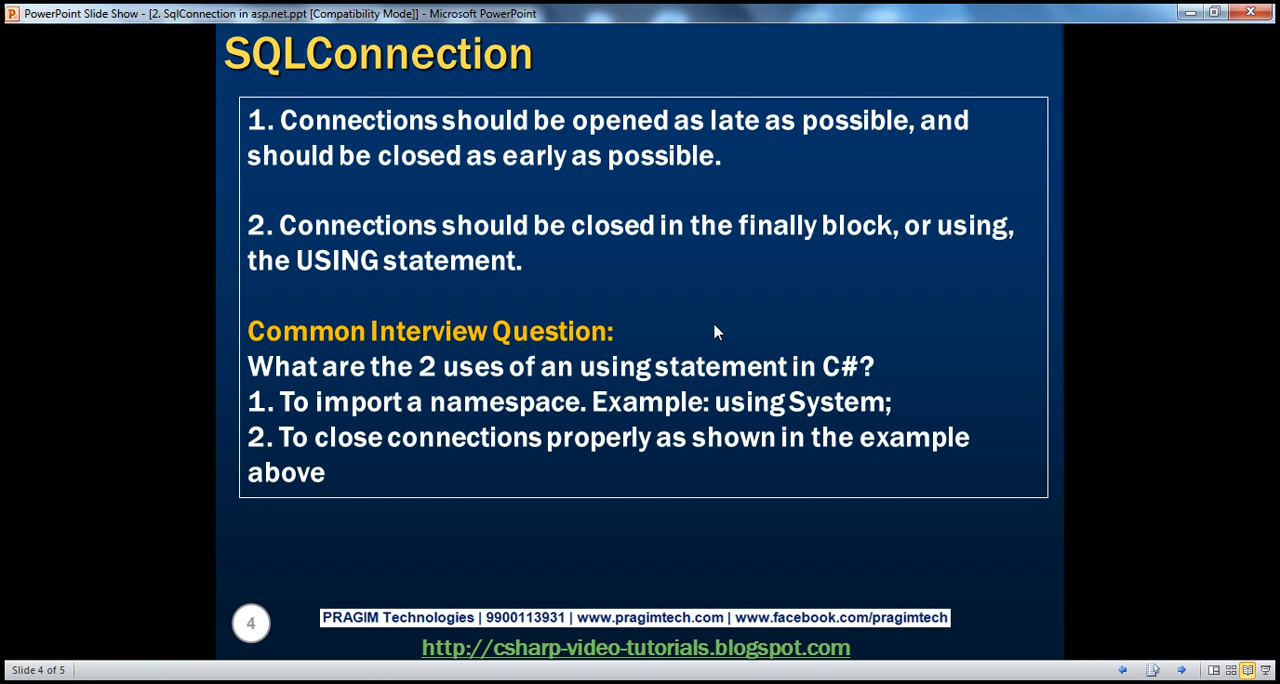 PowerPoint Slide Show - [2. SqlConnection in asp.net.ppt [Compatibility Mode]] - Microsoft PowerPoint
SQLConnection
1. Connections should be opened as late as possible, and
should be closed as early as possible.
2. Connections should be closed in the finally block, or using,
the USING statement.
Common Interview Question:
What are the 2 uses of an using statement in C#?
1. To import a namespace. Example: using System;
2. To close connections properly as shown in the example
above
4
PRAGIM Technologies | 9900113931 | www.pragimtech.com | www.facebook.com/pragimtech
http://csharp-video-tutorials.blogspot.com
Slide 4 of 5